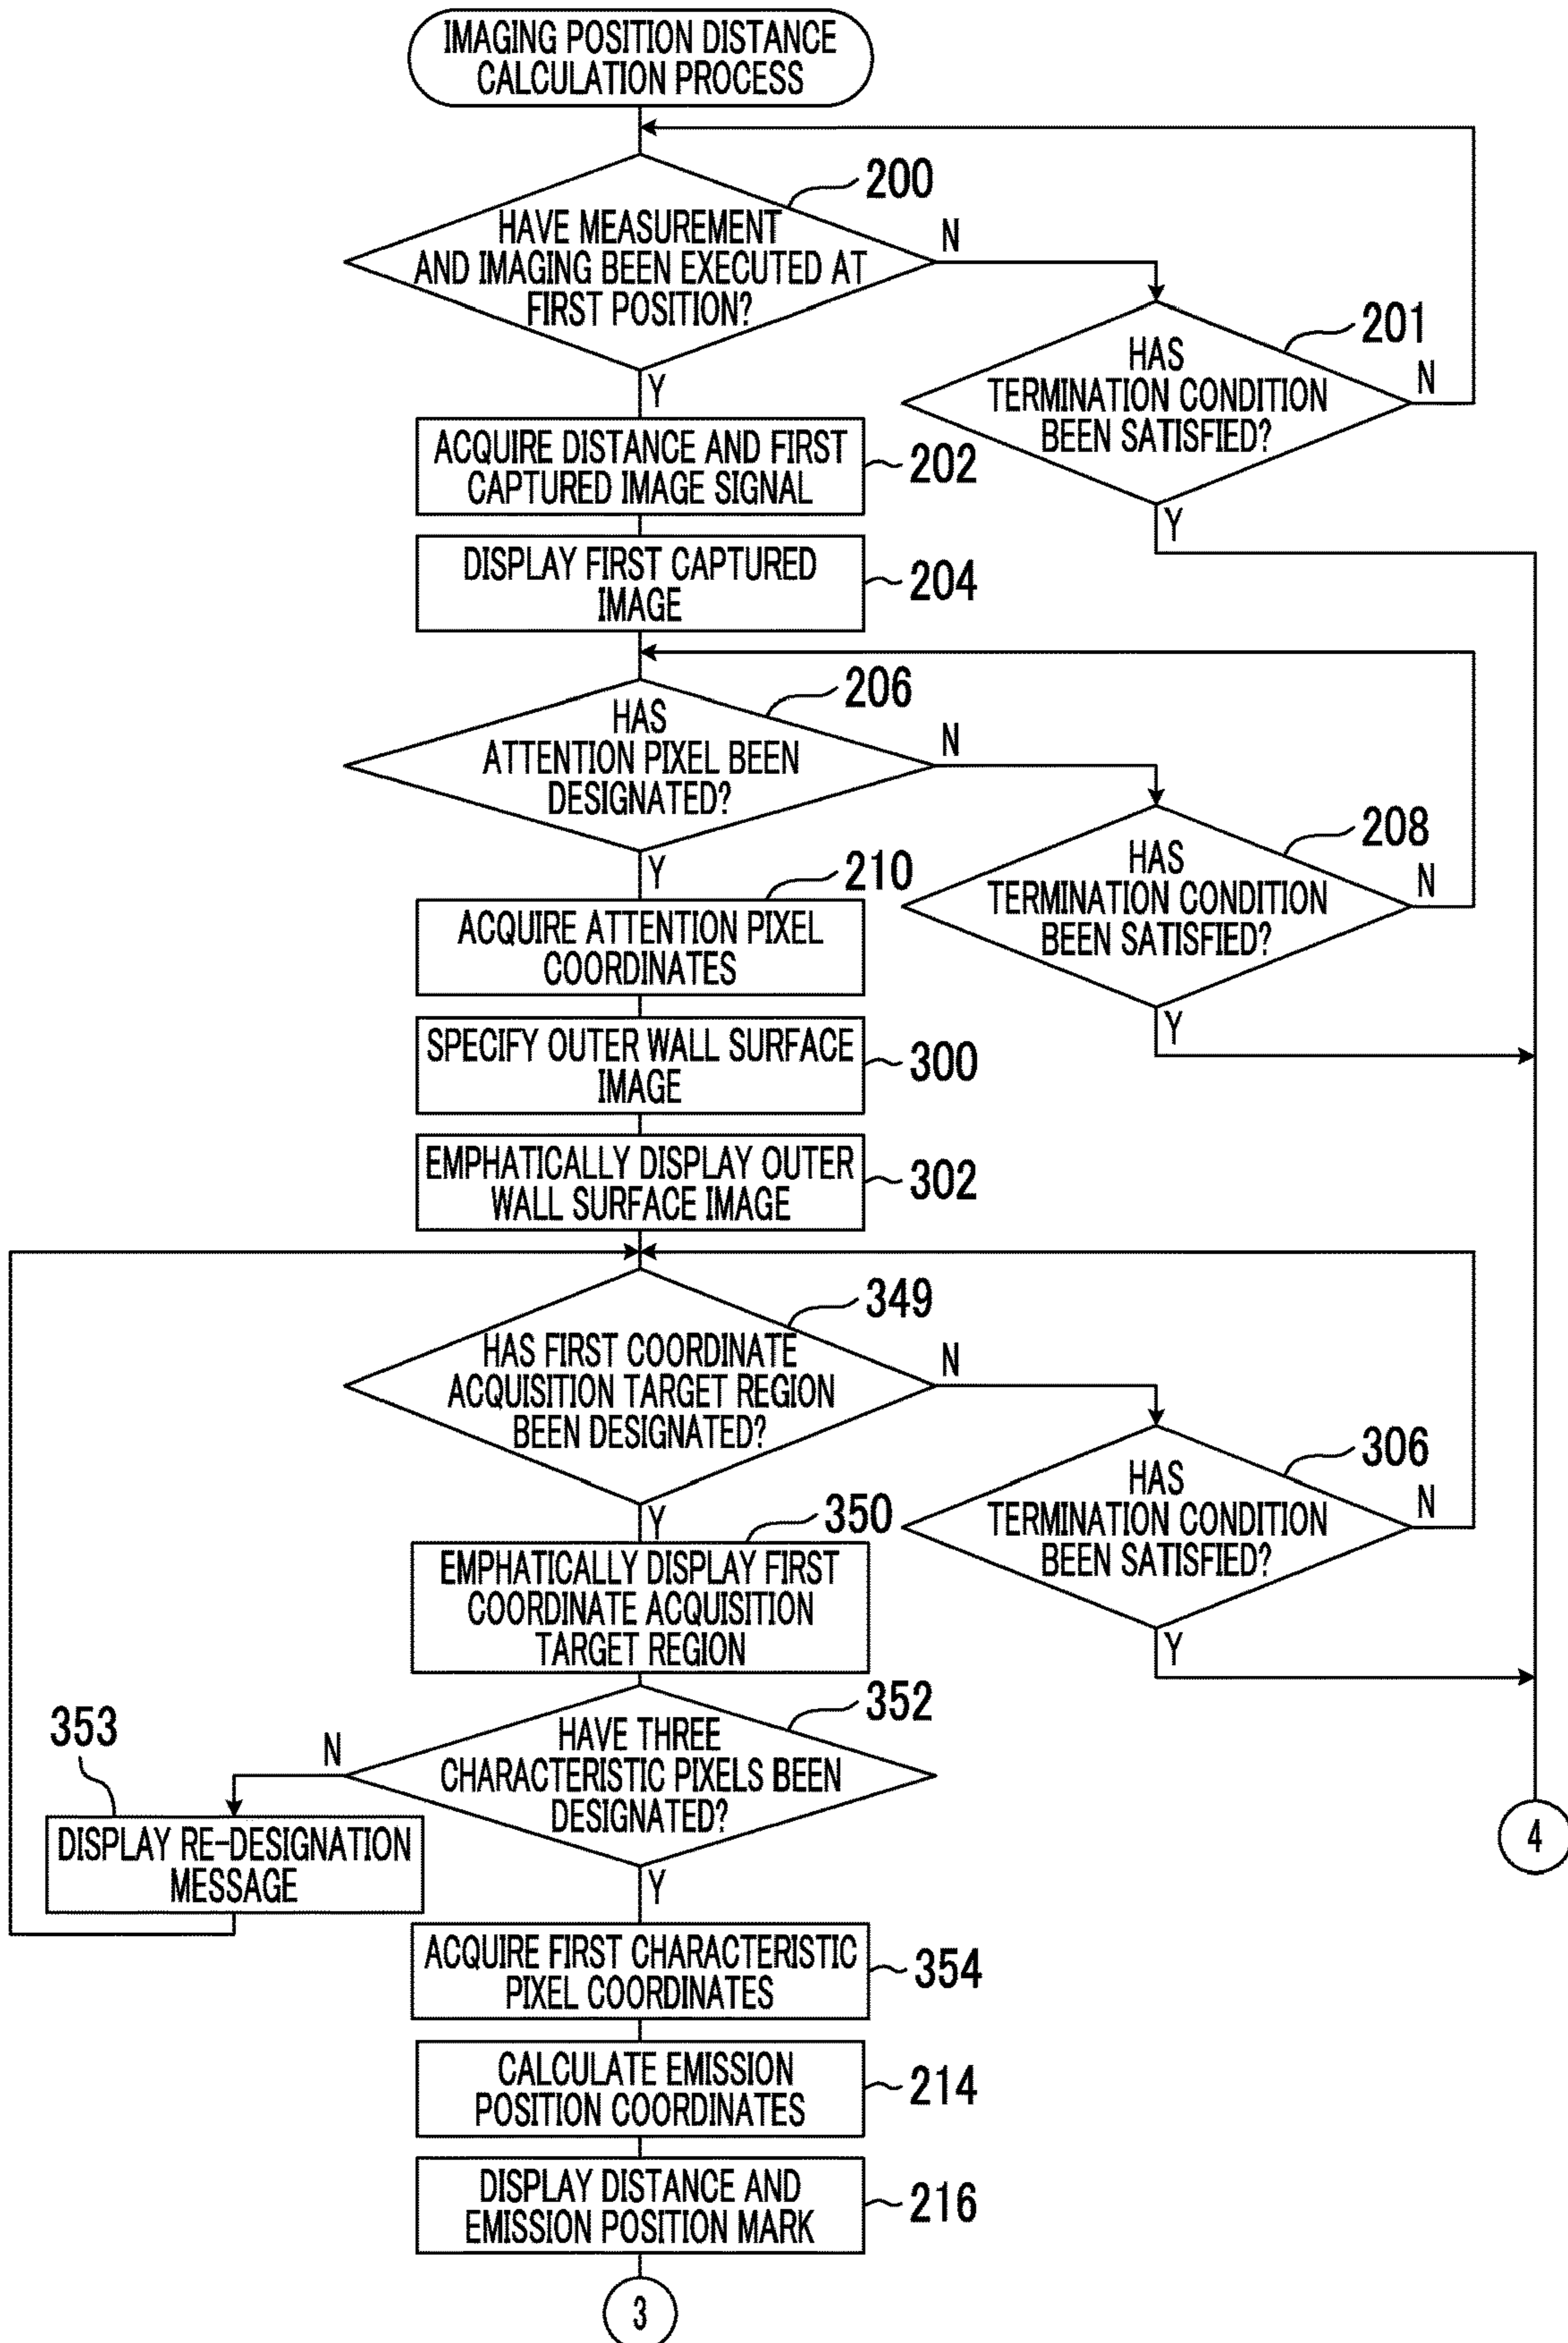 IMAGING POSITION DISTANCE
CALCULATION PROCESS
200
HAVE MEASUREMENT
AND IMAGING BEEN EXECUTED AT
FIRST POSITION?
N
Y
201
HAS
TERMINATION CONDITION
BEEN SATISFIED?
N
Y
ACQUIRE DISTANCE AND FIRST
CAPTURED IMAGE SIGNAL
202
DISPLAY FIRST CAPTURED
IMAGE
204
206
HAS
ATTENTION PIXEL BEEN
DESIGNATED?
N
Y
208
HAS
TERMINATION CONDITION
BEEN SATISFIED?
N
Y
210
ACQUIRE ATTENTION PIXEL
COORDINATES
SPECIFY OUTER WALL SURFACE
IMAGE
300
EMPHATICALLY DISPLAY OUTER
WALL SURFACE IMAGE
302
349
HAS FIRST COORDINATE
ACQUISITION TARGET REGION
BEEN DESIGNATED?
N
Y
306
HAS
TERMINATION CONDITION
BEEN SATISFIED?
N
Y
350
EMPHATICALLY DISPLAY FIRST
COORDINATE ACQUISITION
TARGET REGION
352
HAVE THREE
CHARACTERISTIC PIXELS BEEN
DESIGNATED?
N
Y
353
DISPLAY RE-DESIGNATION
MESSAGE
4
ACQUIRE FIRST CHARACTERISTIC
PIXEL COORDINATES
354
CALCULATE EMISSION
POSITION COORDINATES
214
DISPLAY DISTANCE AND
EMISSION POSITION MARK
216
3